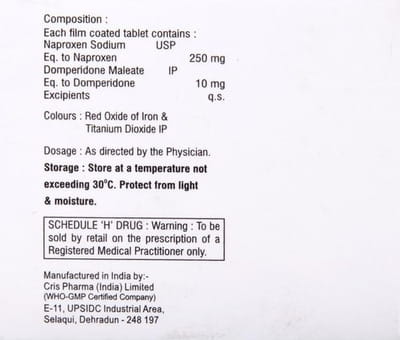 Composition :
Each film coated tablet contains :
Naproxen Sodium USP
Eq. to Naproxen 250 mg
Domperidone Maleate IP
Eq. to Domperidone 10 mg
Excipients q.s.
Colours : Red Oxide of Iron &
Titanium Dioxide IP
Dosage : As directed by the Physician.
Storage : Store at a temperature not
exceeding 30°C. Protect from light
& moisture.
SCHEDULE 'H' DRUG : Warning : To be
sold by retail on the prescription of a
Registered Medical Practitioner only.
Manufactured in India by:-
Cris Pharma (India) Limited
(WHO-GMP Certified Company)
E-11, UPSIDC Industrial Area,
Selaqui, Dehradun - 248 197